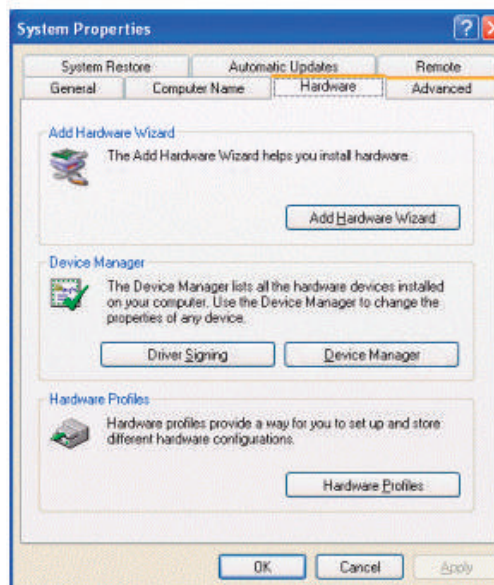 System Properties
System Restore Automatic Updates Remote
General Computer Name Hardware Advanced
Add Hardware Wizard
The Add Hardware Wizard helps you install hardware.
Add Hardware Wizard
Device Manager
The Device Manager lists all the hardware devices installed
on your computer. Use the Device Manager to change the
properties of any device.
Driver Signing Device Manager
Hardware Profiles
Hardware profiles provide a way for you to set up and store
different hardware configurations.
Hardware Profiles
OK Cancel Apply